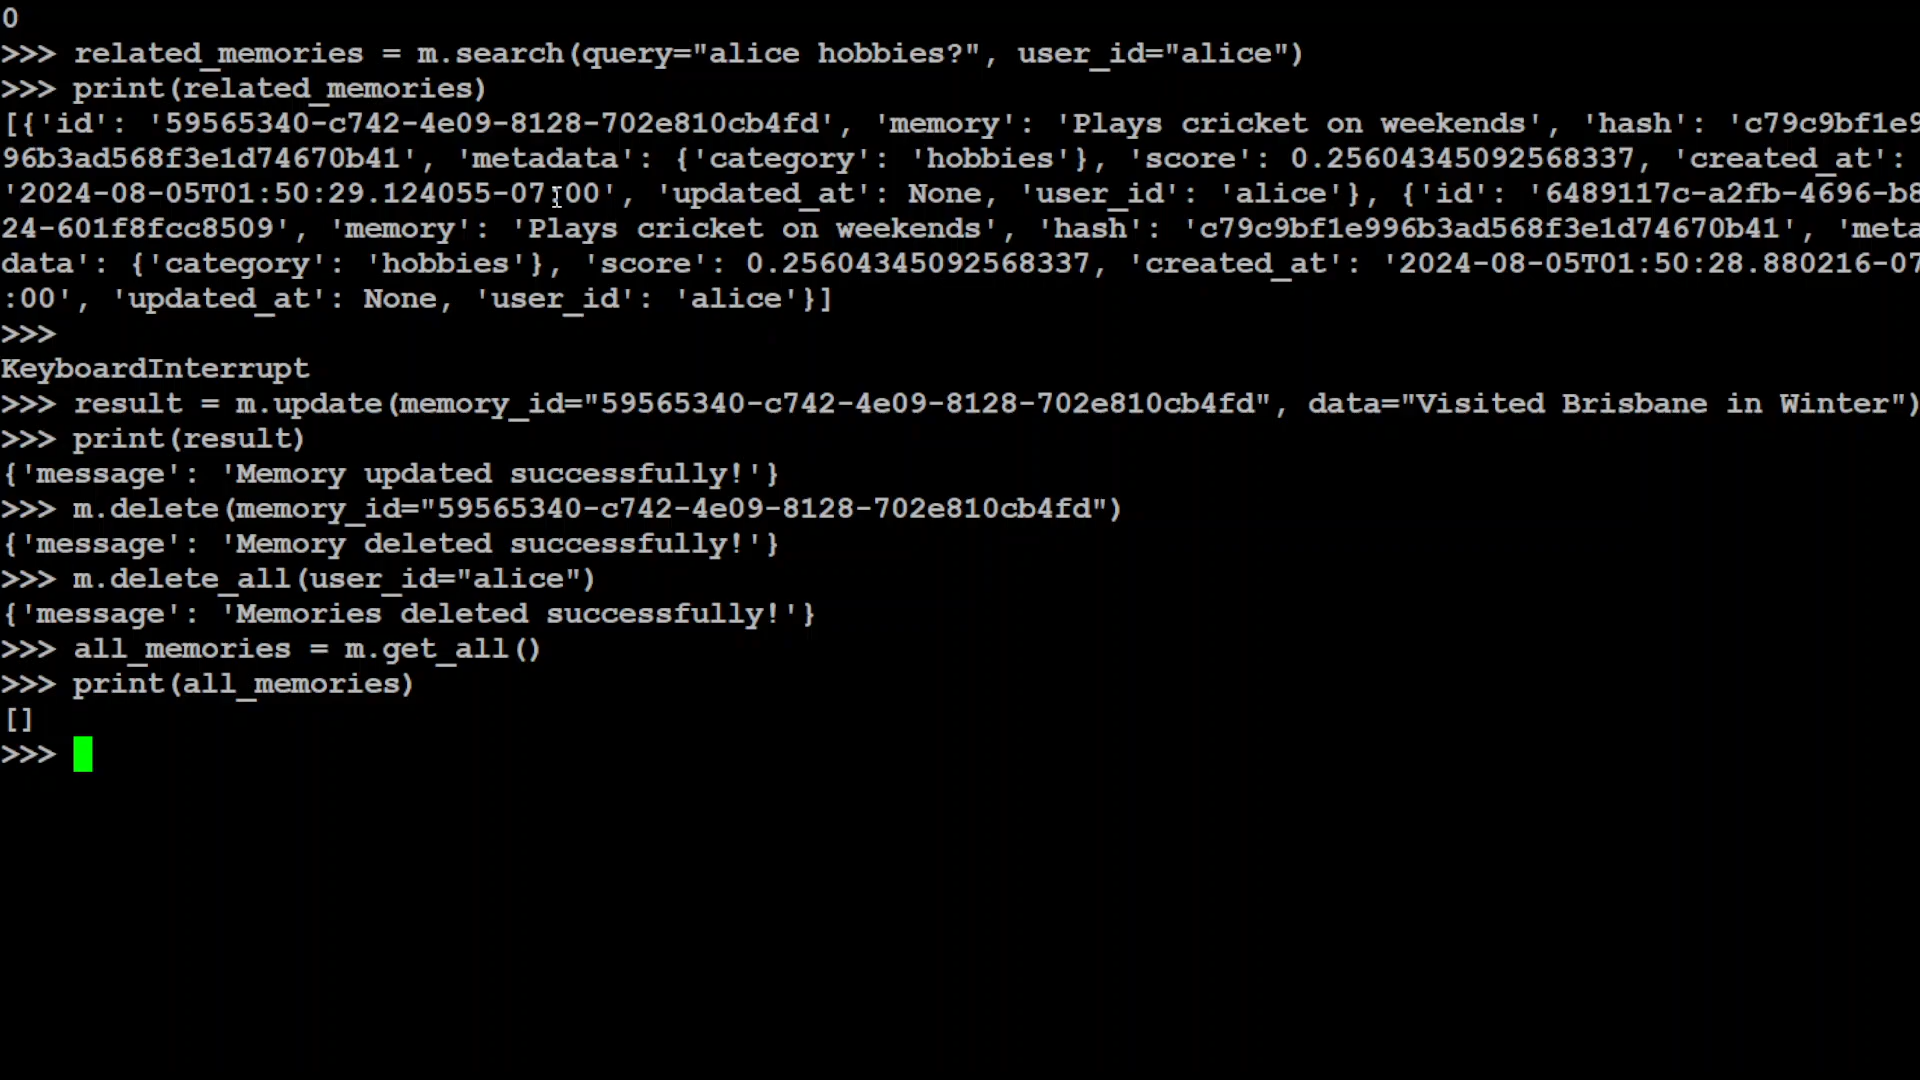 0
>>> related_memories = m.search(query="alice hobbies?", user_id="alice")
>>> print(related_memories)
[{'id': '59565340-c742-4e09-8128-702e810cb4fd', 'memory': 'Plays cricket on weekends', 'hash': 'c79c9bf1e9
96b3ad568f3e1d74670b41', 'metadata': {'category': 'hobbies'}, 'score': 0.25604345092568337, 'created_at':
'2024-08-05T01:50:29.124055-07:00', 'updated_at': None, 'user_id': 'alice'}, {'id': '6489117c-a2fb-4696-b8
24-601f8fcc8509', 'memory': 'Plays cricket on weekends', 'hash': 'c79c9bf1e996b3ad568f3e1d74670b41', 'meta
data': {'category': 'hobbies'}, 'score': 0.25604345092568337, 'created_at': '2024-08-05T01:50:28.880216-07
:00', 'updated_at': None, 'user_id': 'alice'}]
>>>
KeyboardInterrupt
>>> result = m.update(memory_id="59565340-c742-4e09-8128-702e810cb4fd", data="Visited Brisbane in Winter")
>>> print(result)
{'message': 'Memory updated successfully!'}
>>> m.delete(memory_id="59565340-c742-4e09-8128-702e810cb4fd")
{'message': 'Memory deleted successfully!'}
>>> m.delete_all(user_id="alice")
{'message': 'Memories deleted successfully!'}
>>> all_memories = m.get_all()
>>> print(all_memories)
[]
>>>